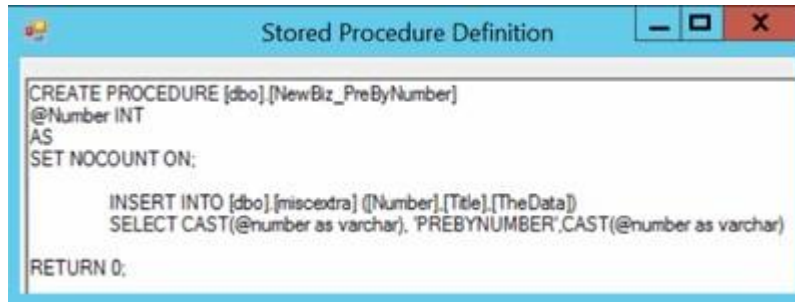 Stored Procedure Definition
CREATE PROCEDURE [dbo].[NewBiz_PreByNumber]
@Number INT
AS
SET NOCOUNT ON;
INSERT INTO [dbo].[miscextra] ([Number],[Title],[TheData])
SELECT CAST(@number as varchar), 'PREBYNUMBER',CAST(@number as varchar)
RETURN 0;